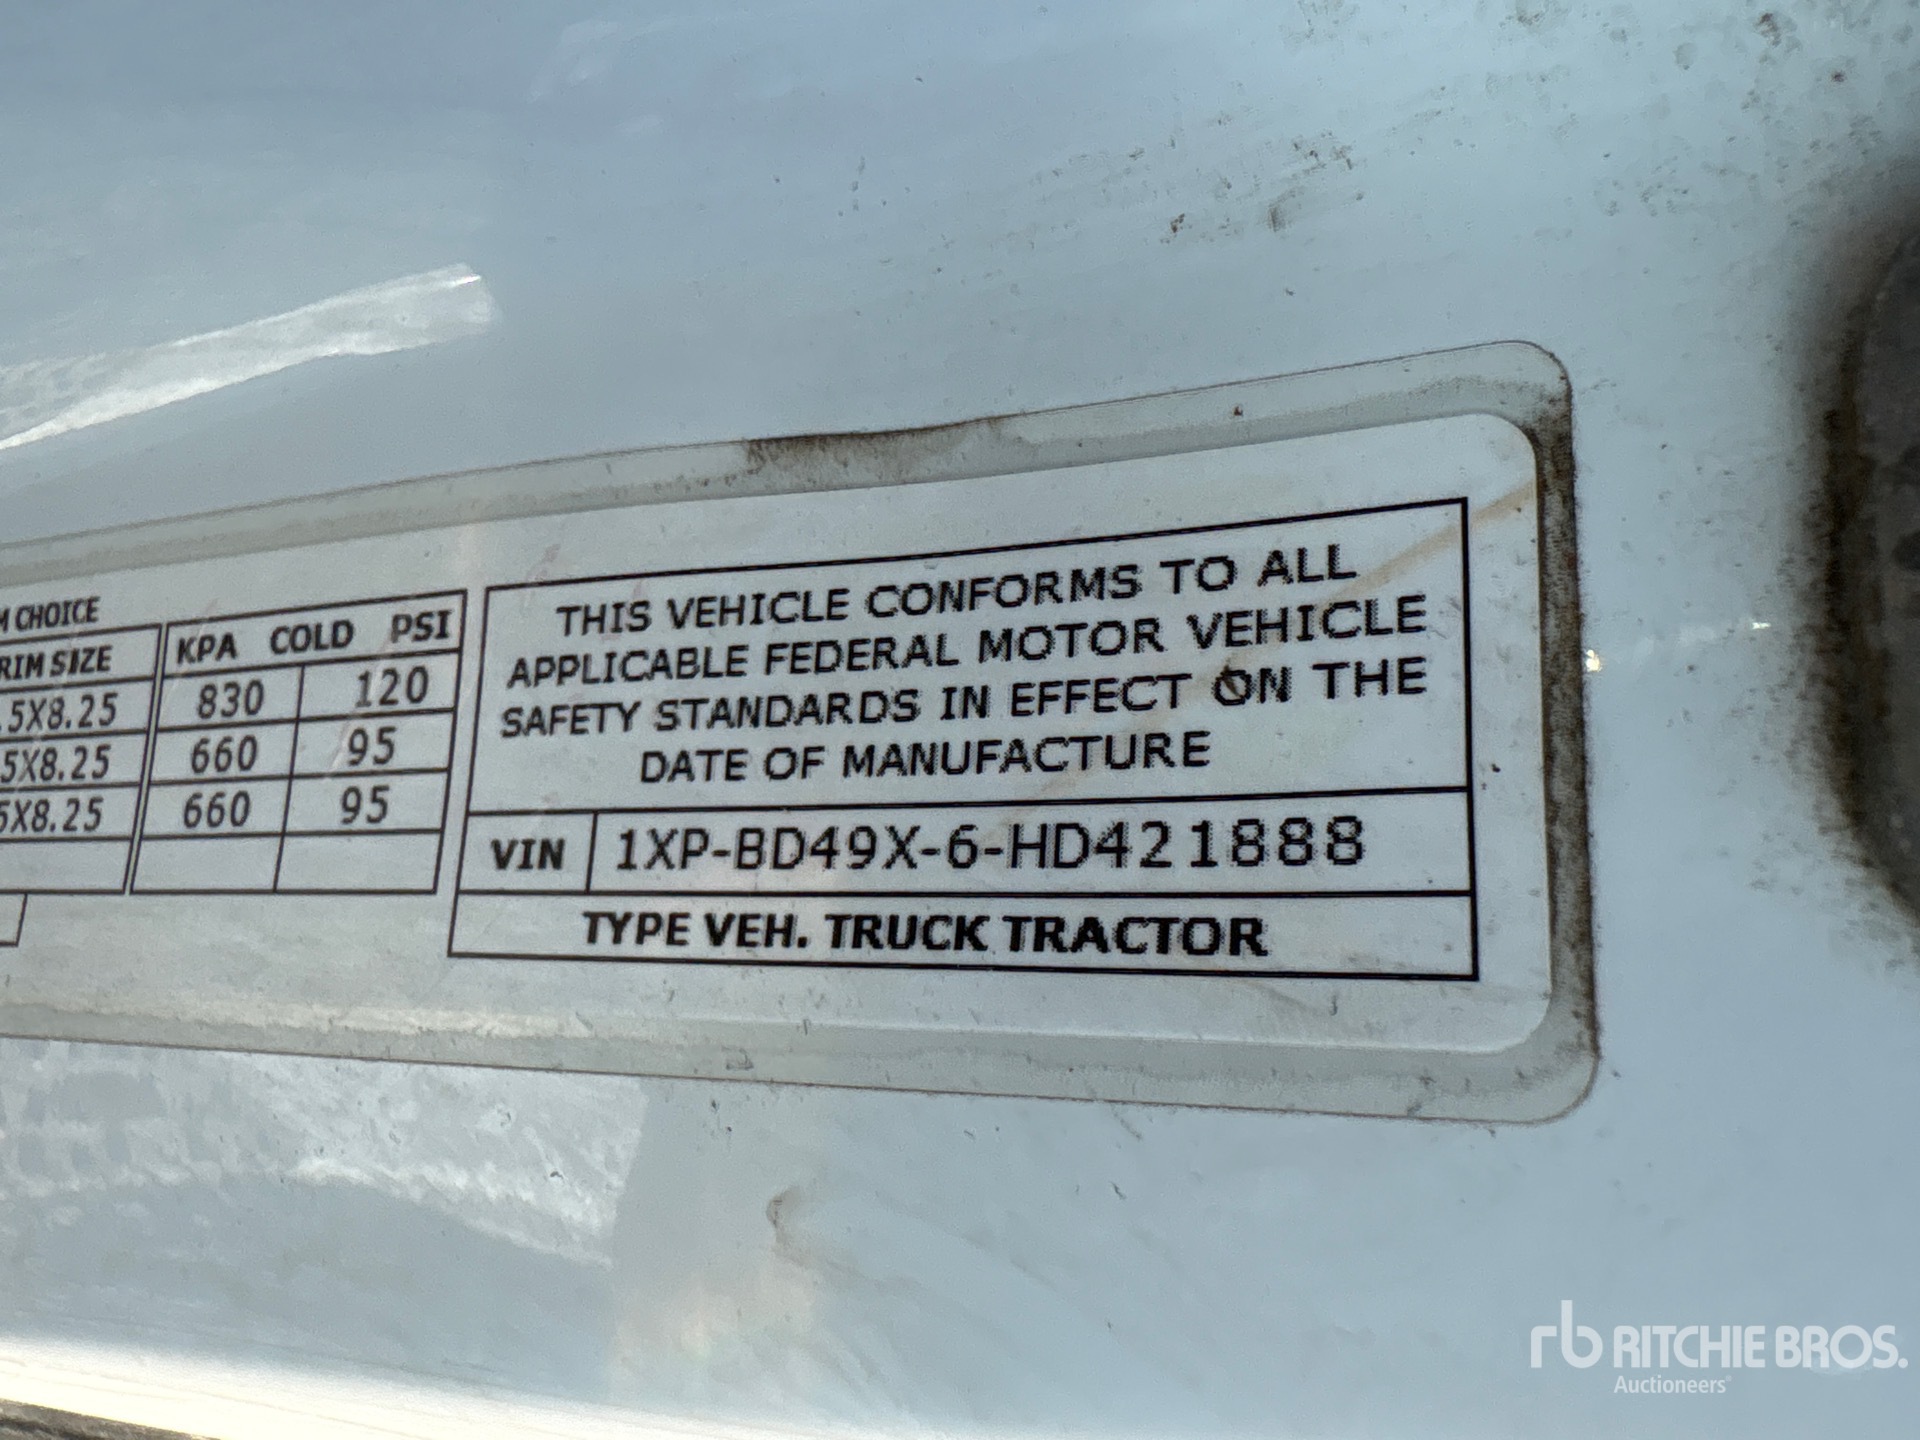 M CHOICE
RIM SIZE KPA COLD PSI
.5X8.25 830 120
5X8.25 660 95
5X8.25 660 95
THIS VEHICLE CONFORMS TO ALL
APPLICABLE FEDERAL MOTOR VEHICLE
SAFETY STANDARDS IN EFFECT ON THE
DATE OF MANUFACTURE
VIN 1XP-BD49X-6-HD421888
TYPE VEH. TRUCK TRACTOR
rb RITCHIE BROS.
Auctioneers